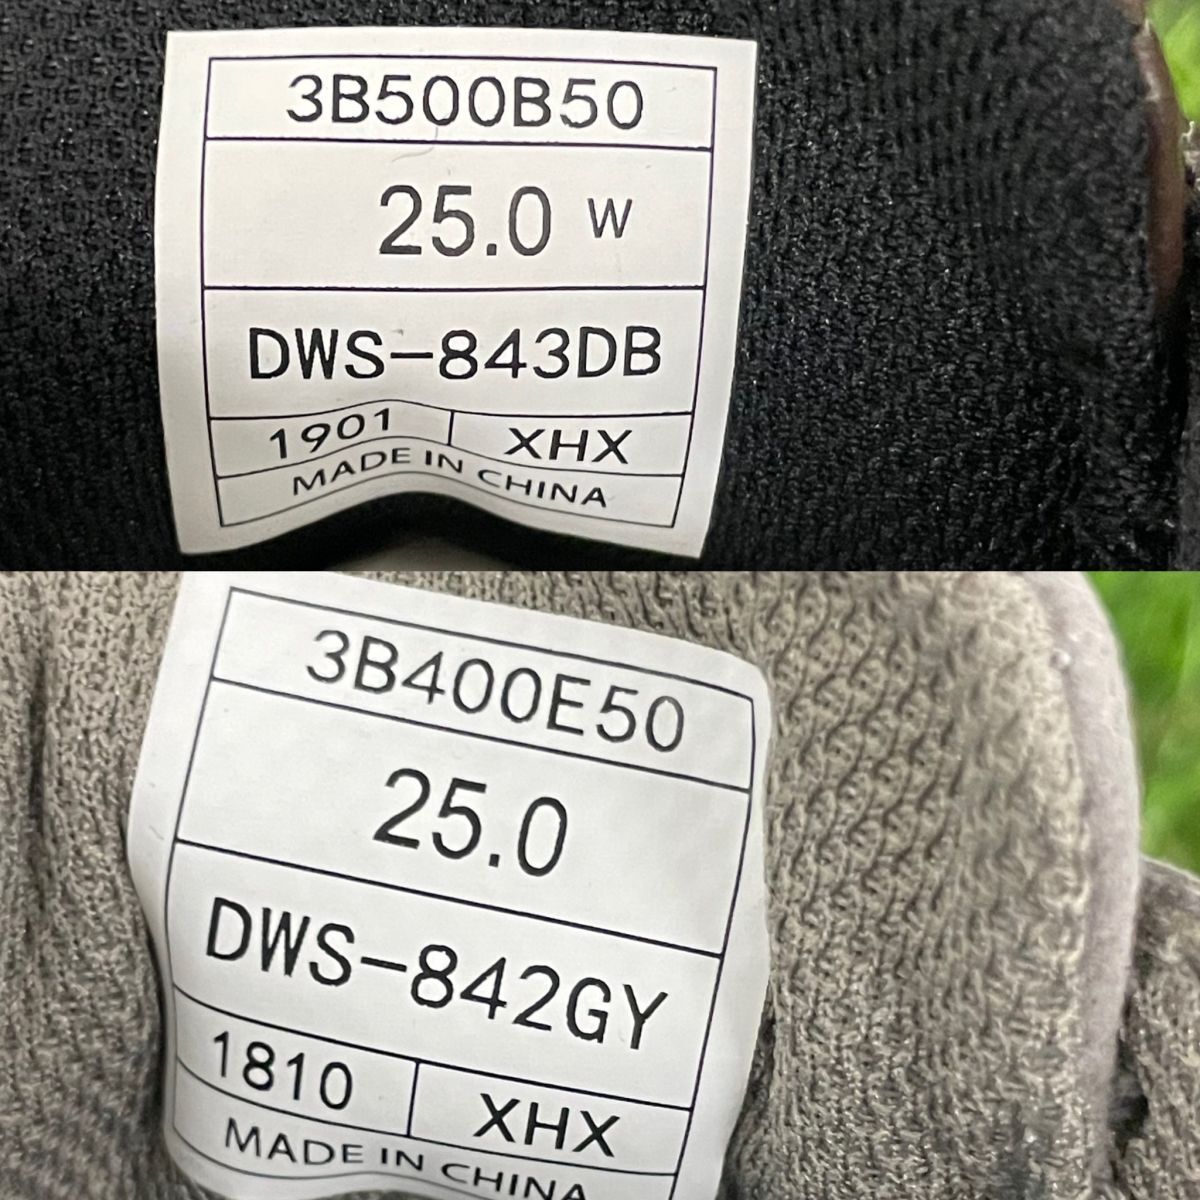 3B500B50
25.0 W
DWS-843DB
1901 XHX
MADE IN CHINA
3B400E50
25.0
DWS-842GY
1810 XHX
MADE IN CHINA